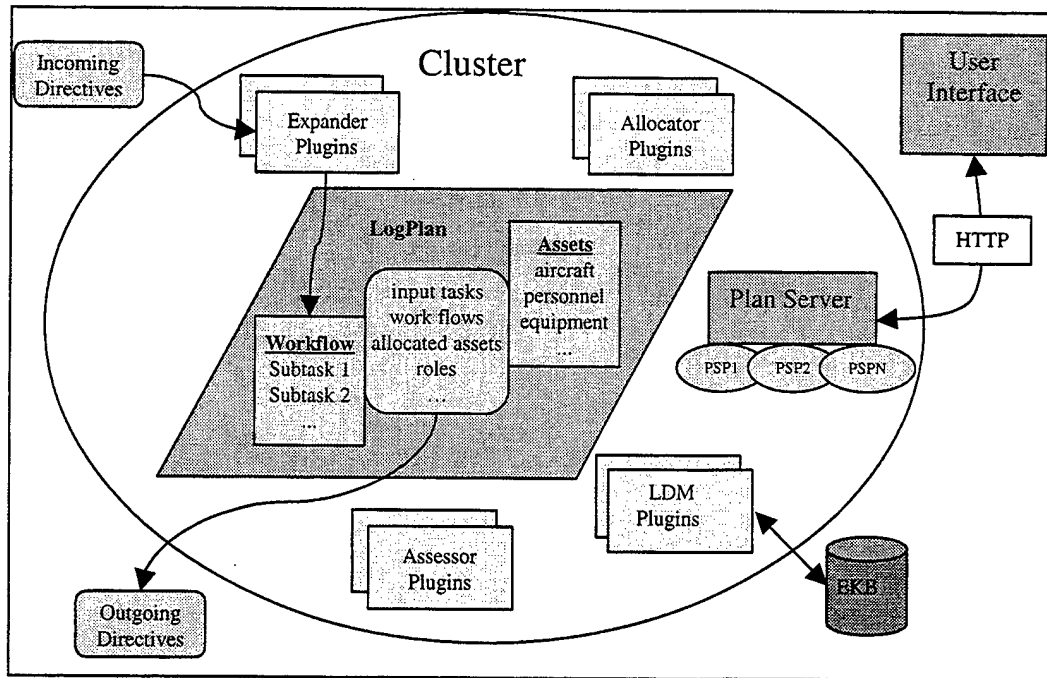 Incoming
Directives
Cluster
User
Interface
Expander
Plugins
Allocator
Plugins
HTTP
LogPlan
Assets
aircraft
personnel
equipment
...
input tasks
work flows
allocated assets
roles
...
Workflow
Subtask 1
Subtask 2
...
Plan Server
PSP1
PSP2
PSPN
LDM
Plugins
EKB
Assessor
Plugins
Outgoing
Directives